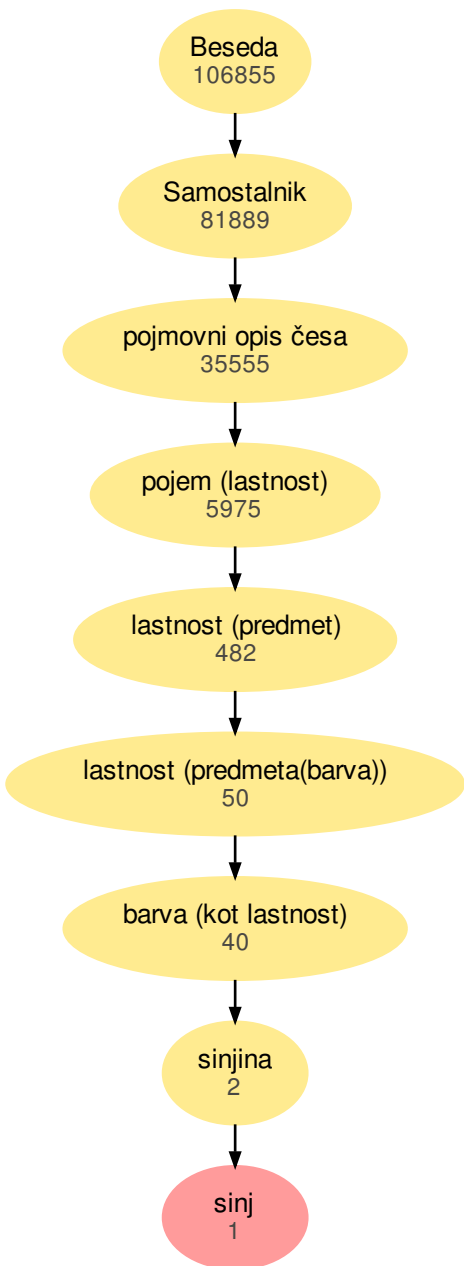 Beseda
106855
Samostalnik
81889
pojmovni opis česa
35555
pojem (lastnost)
5975
lastnost (predmet)
482
lastnost (predmeta(barva))
50
barva (kot lastnost)
40
sinjina
2
sinj
1